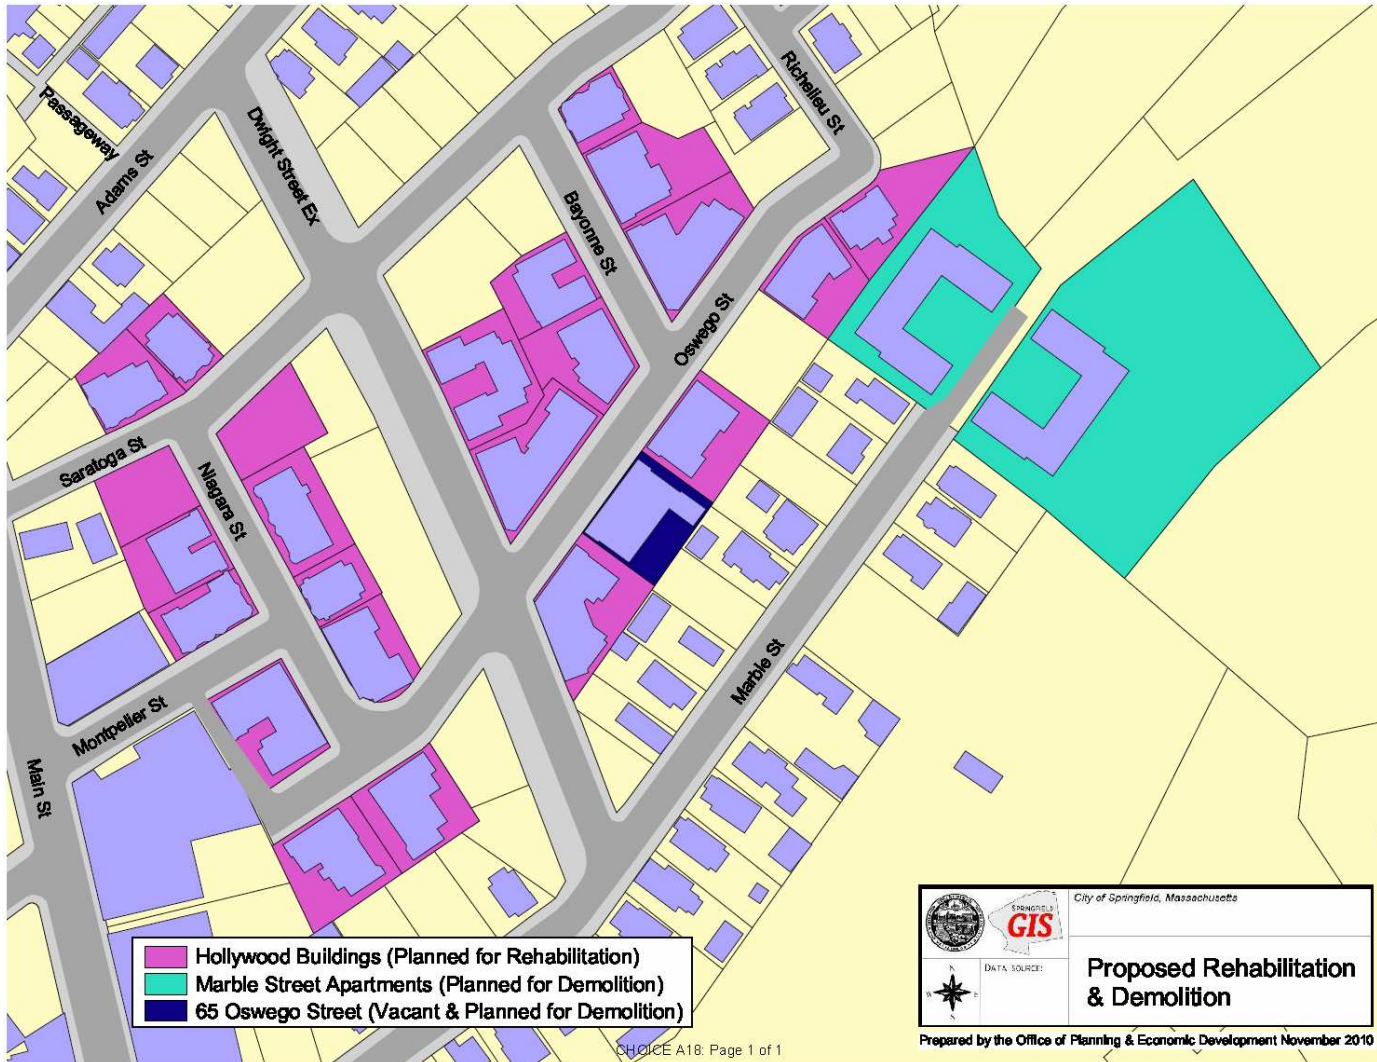 Passageway
Adams St
Dwight Street Ex
Richelieu St
Bayonne St
Oswego St
Saratoga St
Niagara St
Montpelier St
Main St
Marble St
Hollywood Buildings (Planned for Rehabilitation)
Marble Street Apartments (Planned for Demolition)
65 Oswego Street (Vacant & Planned for Demolition)
SPRINGFIELD
GIS
City of Springfield, Massachusetts
DATA SOURCE:
N
E
S
Proposed Rehabilitation
& Demolition
Prepared by the Office of Planning & Economic Development November 2010
CHOICE A18: Page 1 of 1